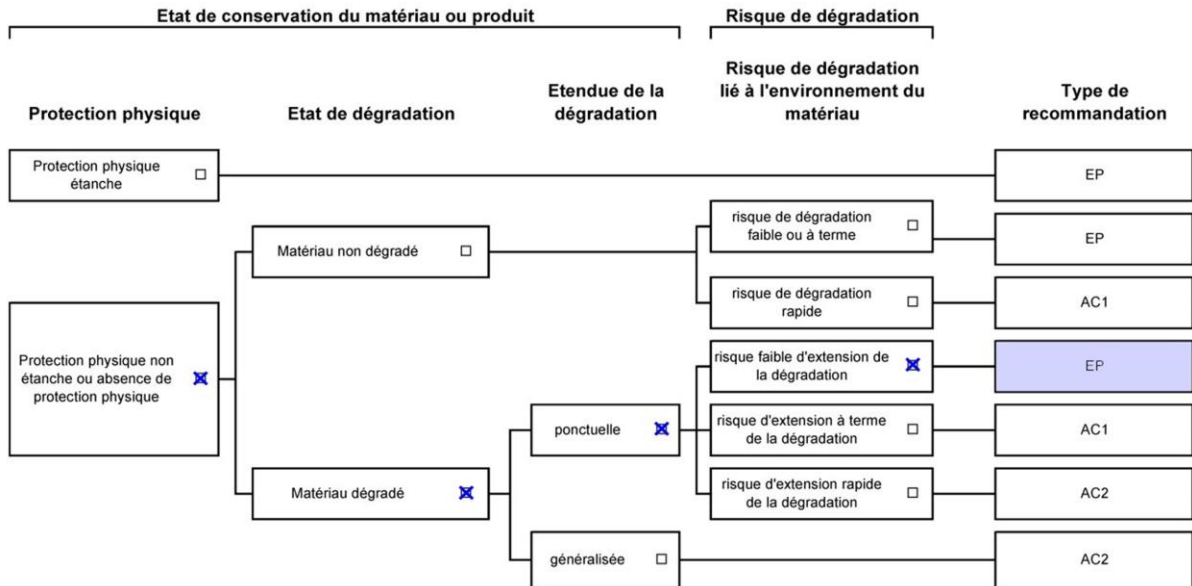 Etat de conservation du matériau ou produit
Risque de dégradation
Protection physique
Etat de dégradation
Etendue de la
dégradation
Risque de dégradation
lié à l'environnement du
matériau
Type de
recommandation
Protection physique
étanche
EP
Matériau non dégradé
risque de dégradation
faible ou à terme
EP
risque de dégradation
rapide
AC1
Protection physique non
étanche ou absence de
protection physique
risque faible d'extension de
la dégradation
EP
ponctuelle
risque d'extension à terme
de la dégradation
AC1
Matériau dégradé
risque d'extension rapide
de la dégradation
AC2
généralisée
AC2